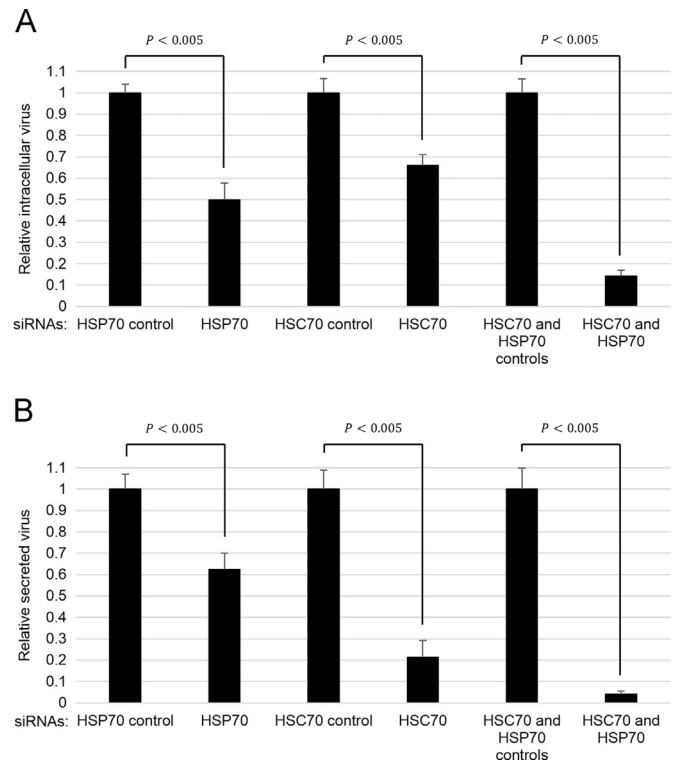 A
P < 0.005 P < 0.005 P < 0.005
Relative intracellular virus
1.1
1
0.9
0.8
0.7
0.6
0.5
0.4
0.3
0.2
0.1
0
siRNAs: HSP70 control HSP70 HSC70 control HSC70 HSC70 and HSC70 and
HSP70 HSP70
controls
B
P < 0.005 P < 0.005 P < 0.005
Relative secreted virus
1.1
1
0.9
0.8
0.7
0.6
0.5
0.4
0.3
0.2
0.1
0
siRNAs: HSP70 control HSP70 HSC70 control HSC70 HSC70 and HSC70 and
HSP70 HSP70
controls